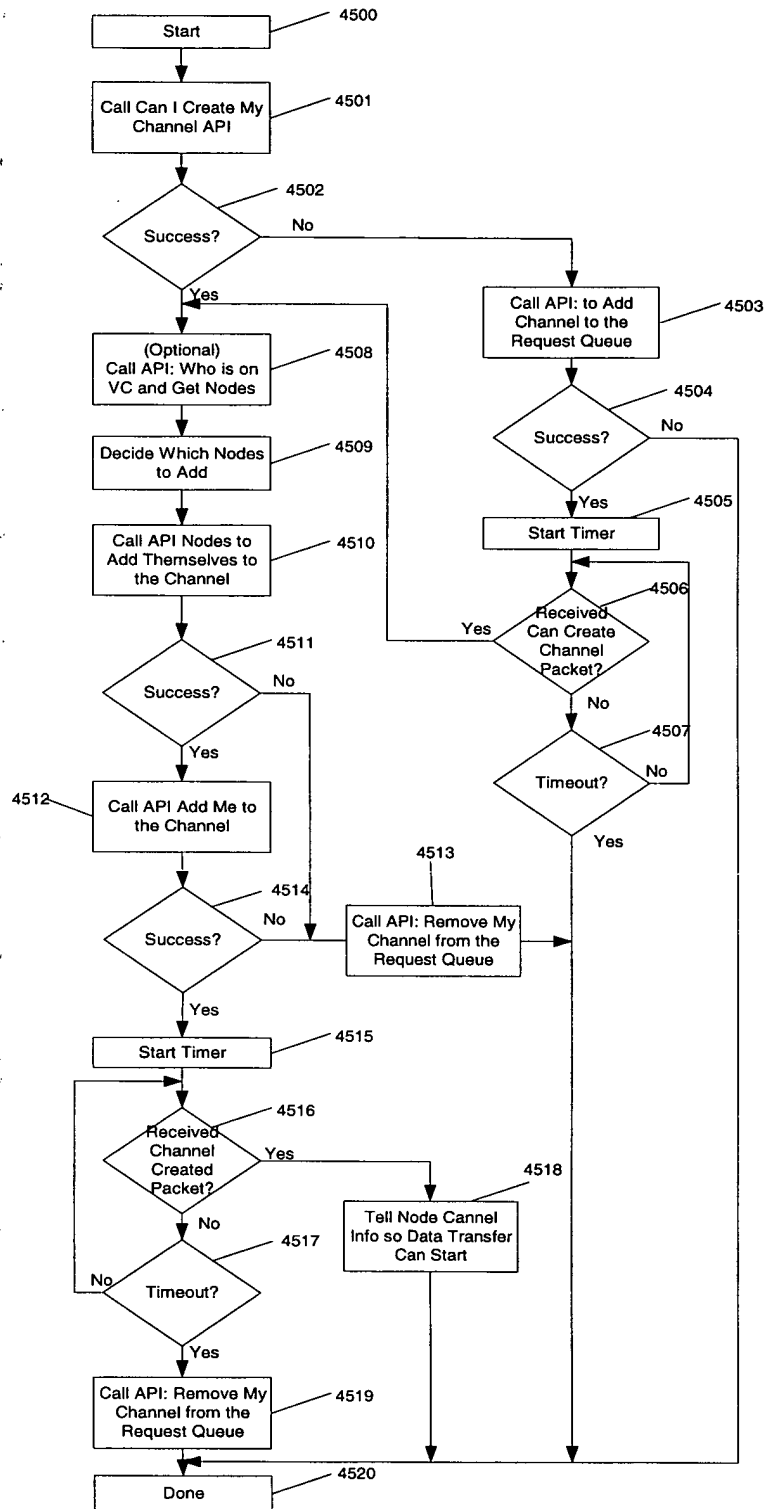 Start
4500
Call Can I Create My
Channel API
4501
Success?
4502
No
Yes
Call API: to Add
Channel to the
Request Queue
4503
(Optional)
Call API: Who is on
VC and Get Nodes
4508
Success?
4504
No
Yes
Decide Which Nodes
to Add
4509
Start Timer
4505
Call API Nodes to
Add Themselves to
the Channel
4510
Received
Can Create
Channel
Packet?
4506
Yes
No
Success?
4511
No
Yes
Timeout?
4507
No
Yes
Call API Add Me to
the Channel
4512
Success?
4514
No
Yes
Call API: Remove My
Channel from the
Request Queue
4513
Start Timer
4515
Received
Channel
Created
Packet?
4516
Yes
No
Tell Node Cannel
Info so Data Transfer
Can Start
4518
Timeout?
4517
No
Yes
Call API: Remove My
Channel from the
Request Queue
4519
Done
4520